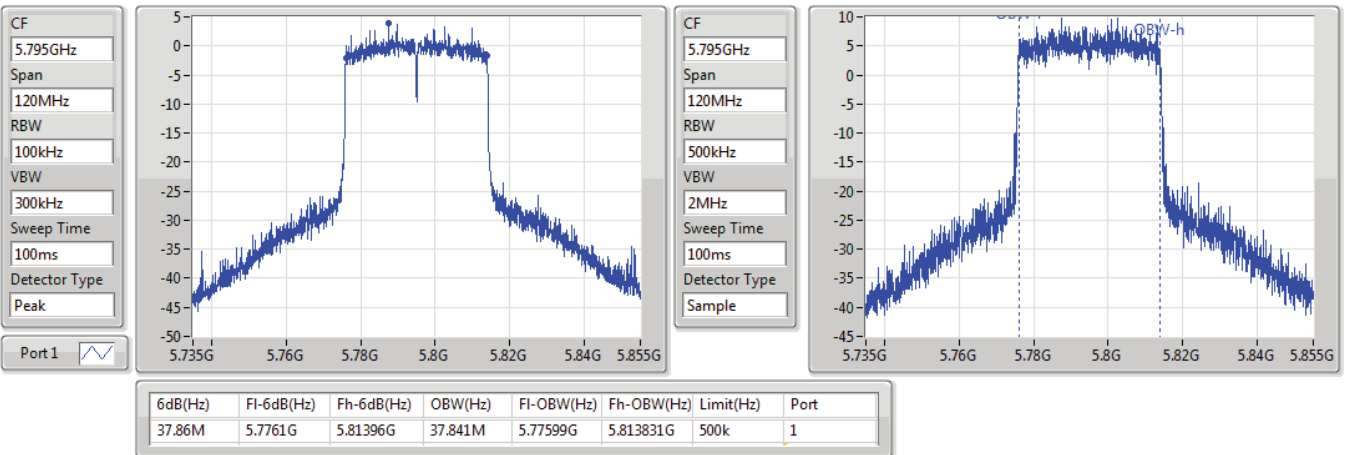 CF
5.795GHz
Span
120MHz
RBW
100kHz
VBW
300kHz
Sweep Time
100ms
Detector Type
Peak
Port 1
5
0
-5
-10
-15
-20
-25
-30
-35
-40
-45
-50
5.735G 5.76G 5.78G 5.8G 5.82G 5.84G 5.855G
CF
5.795GHz
Span
120MHz
RBW
500kHz
VBW
2MHz
Sweep Time
100ms
Detector Type
Sample
OBW-h
10
5
0
-5
-10
-15
-20
-25
-30
-35
-40
-45
5.735G 5.76G 5.78G 5.8G 5.82G 5.84G 5.855G
6dB(Hz) Fl-6dB(Hz) Fh-6dB(Hz) OBW(Hz) Fl-OBW(Hz) Fh-OBW(Hz) Limit(Hz) Port
37.86M 5.7761G 5.81396G 37.841M 5.77599G 5.813831G 500k 1